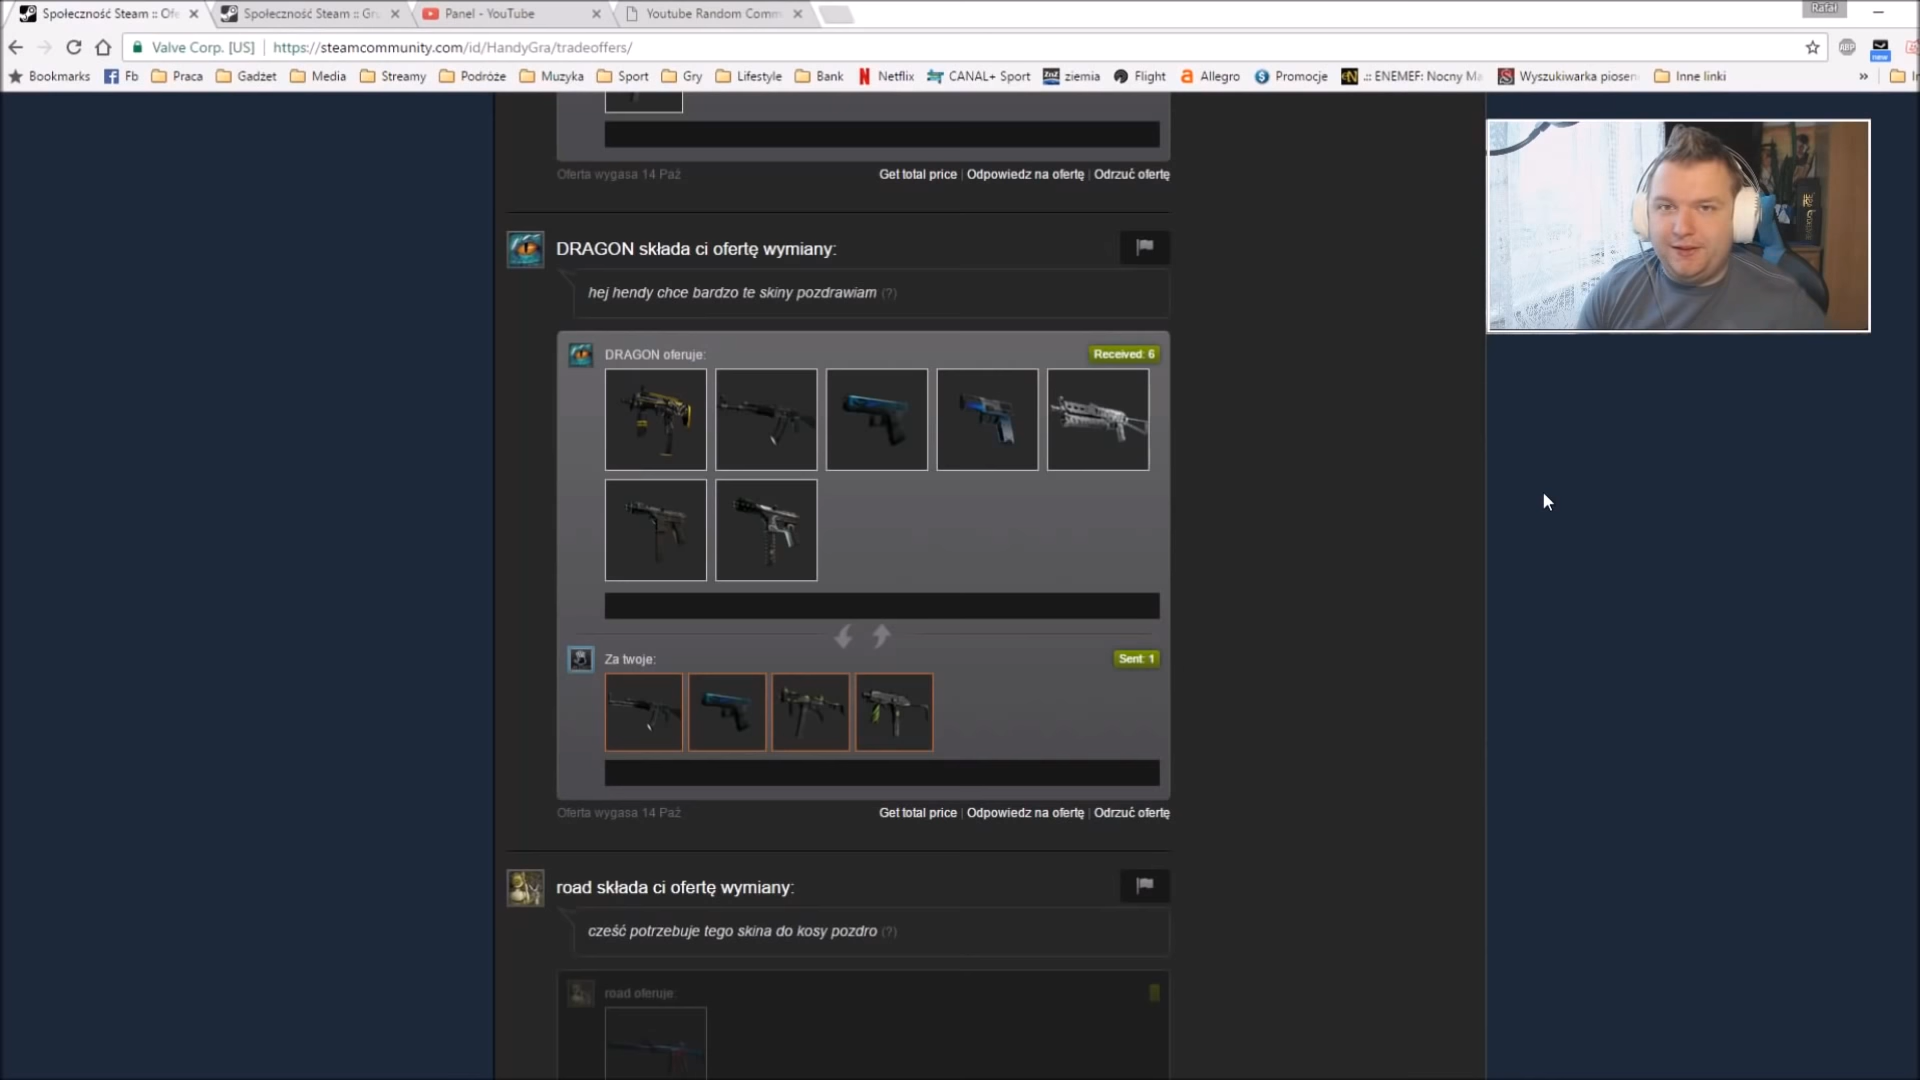 Społeczność Steam :: Ofe
Społeczność Steam :: Gru
Panel - YouTube
Youtube Random Comm
Rafał
Valve Corp. [US]
https://steamcommunity.com/id/HandyGra/tradeoffers/
ABP
new
Bookmarks
Fb
Praca
Gadżet
Media
Streamy
Podróże
Muzyka
Sport
Gry
Lifestyle
Bank
Netflix
CANAL+ Sport
ziemia
Flight
Allegro
Promocje
.:: ENEMEF: Nocny Ma
Wyszukiwarka piosen
Inne linki
»
Oferta wygasa 14 Paź
Get total price | Odpowiedz na ofertę | Odrzuć ofertę
DRAGON składa ci ofertę wymiany:
hej hendy chce bardzo te skiny pozdrawiam (?)
DRAGON oferuje:
Received: 6
Za twoje:
Sent: 1
Oferta wygasa 14 Paź
Get total price | Odpowiedz na ofertę | Odrzuć ofertę
road składa ci ofertę wymiany:
cześć potrzebuje tego skina do kosy pozdro (?)
road oferuje: